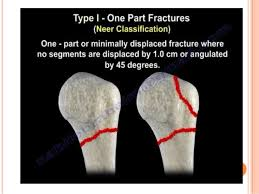 Type I - One Part Fractures
(Neer Classification)
One - part or minimally displaced fracture where
no segments are displaced by 1.0 cm or angulated
by 45 degrees.